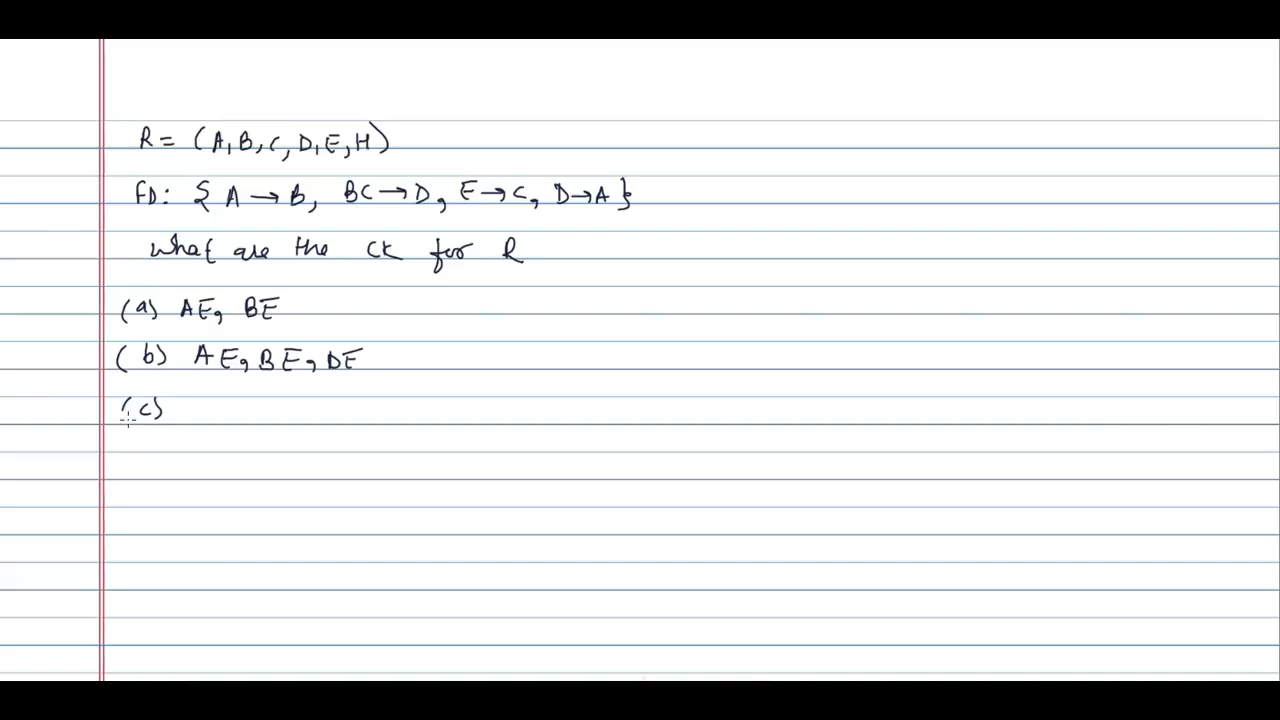 R = (A, B, C, D, E, H)
FD: { A → B, BC → D, E → C, D → A }
What are the CK for R
(a) AE, BE
(b) AE, BE, DE
(c)